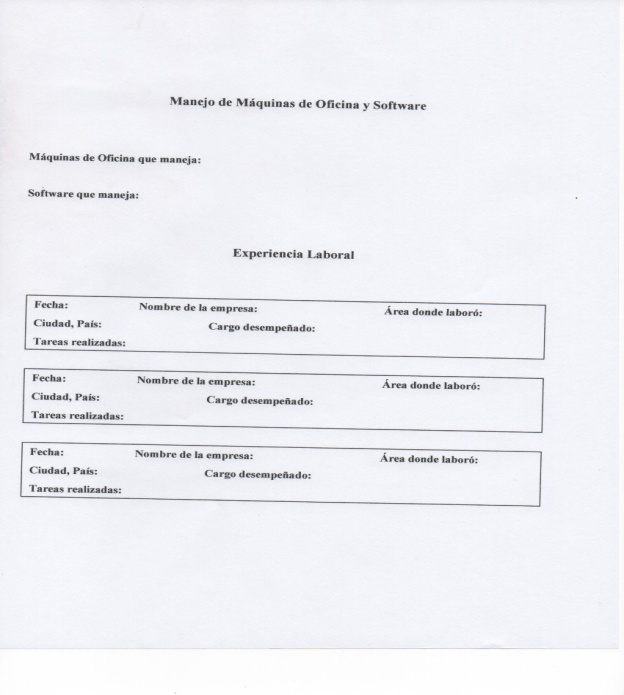 Manejo de Máquinas de Oficina y Software
Máquinas de Oficina que maneja:
Software que maneja:
Experiencia Laboral
Fecha: Nombre de la empresa: Área donde laboró:
Ciudad, País: Cargo desempeñado:
Tareas realizadas:
Fecha: Nombre de la empresa: Área donde laboró:
Ciudad, País: Cargo desempeñado:
Tareas realizadas:
Fecha: Nombre de la empresa: Área donde laboró:
Ciudad, País: Cargo desempeñado:
Tareas realizadas: